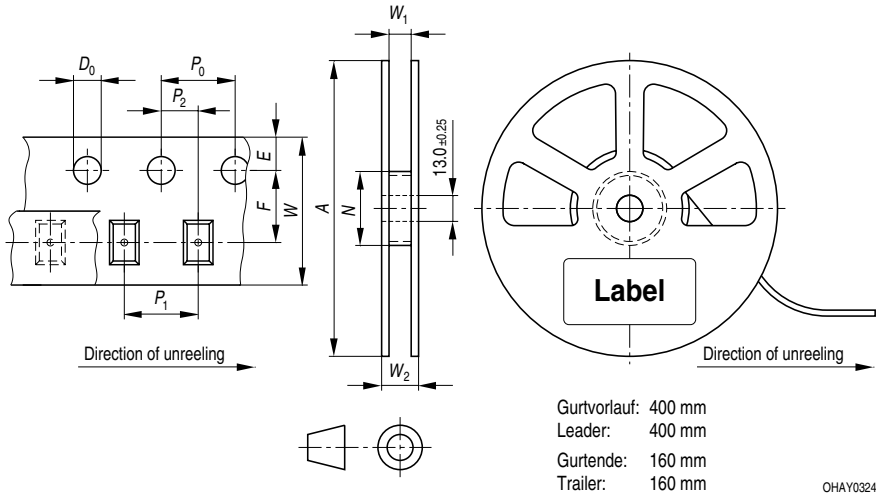 W1
D0
P0
P2
E
F
W
A
N
13.0±0.25
P1
Label
Direction of unreeling
W2
Direction of unreeling
Gurtvorlauf: 400 mm
Leader: 400 mm
Gurtende: 160 mm
Trailer: 160 mm
OHAY0324